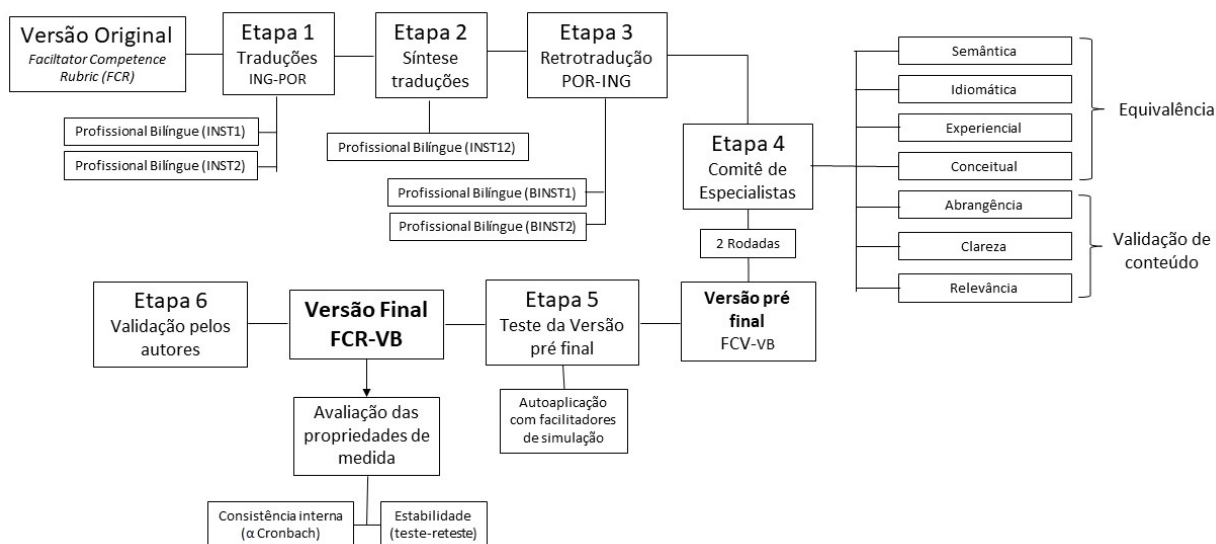 Versão Original
Facilitator Competence
Rubric (FCR)
Etapa 1
Traduções
ING-POR
Profissional Bilíngue (INST1)
Profissional Bilíngue (INST2)
Etapa 2
Síntese
traduções
Profissional Bilíngue (INST12)
Etapa 3
Retrotradução
POR-ING
Profissional Bilíngue (BINST1)
Profissional Bilíngue (BINST2)
Etapa 4
Comitê de
Especialistas
2 Rodadas
Semântica
Idiomática
Experiencial
Conceitual
Equivalência
Abrangência
Clareza
Relevância
Validação de
conteúdo
Versão pré
final
FCV-VB
Etapa 5
Teste da Versão
pré final
Autoaplicação
com facilitadores
de simulação
Versão Final
FCR-VB
Etapa 6
Validação pelos
autores
Avaliação das
propriedades de
medida
Consistência interna
(α Cronbach)
Estabilidade
(teste-reteste)